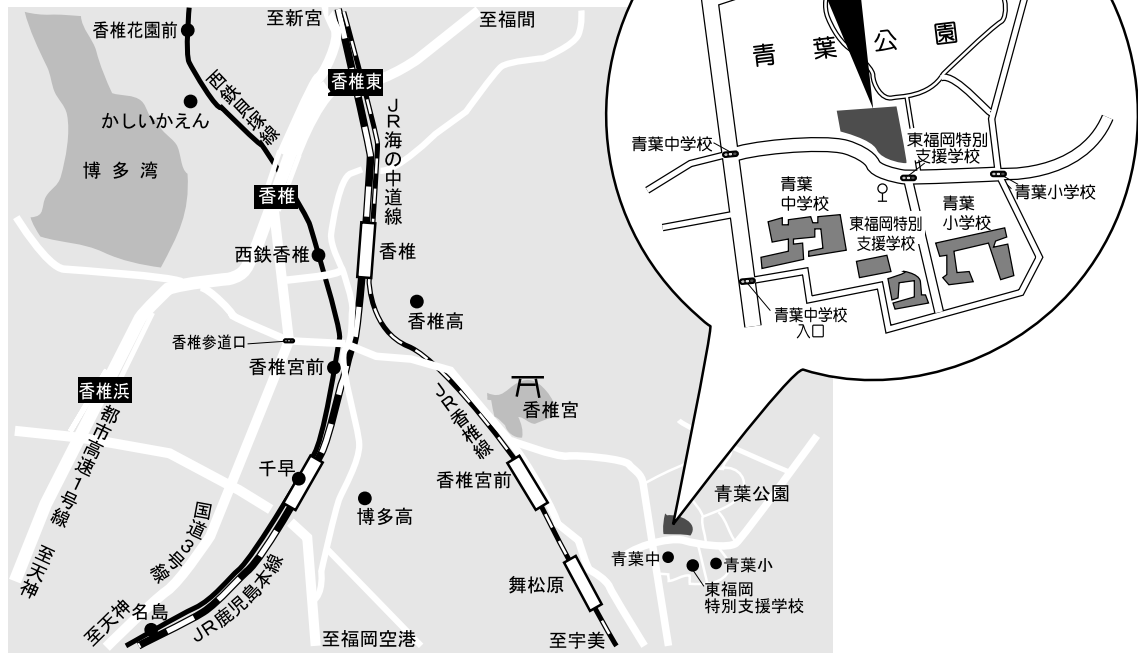 至新宮
至福間
香椎花園前
香椎東
西鉄貝塚線
かしいかえん
JR海の中道線
博多湾
香椎
西鉄香椎
香椎
香椎高
香椎参道口
香椎宮前
香椎浜
都市高速1号線
至天神
JR香椎線
香椎宮
千早
香椎宮前
博多高
国道3号線
舞松原
JR鹿児島本線
至天神
名島
至福岡空港
至宇美
青葉公園
青葉中学校
東福岡特別
支援学校
青葉小学校
青葉
中学校
東福岡特別
支援学校
青葉
小学校
青葉中学校
入口
青葉公園
青葉中
青葉小
東福岡
特別支援学校